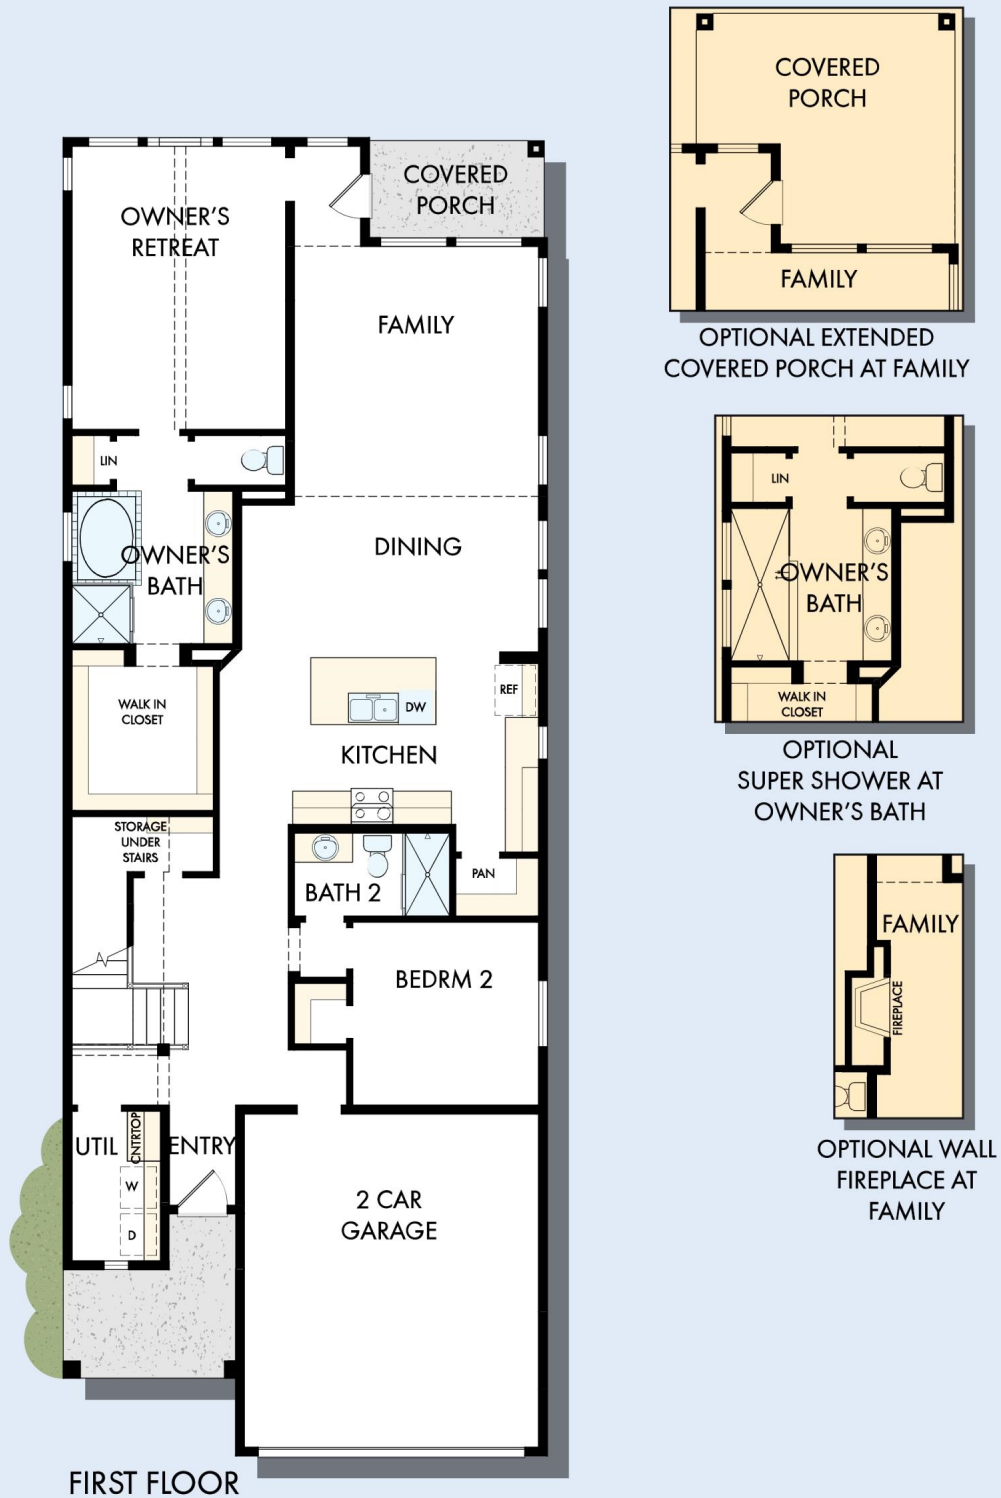 OWNER'S
RETREAT
COVERED
PORCH
FAMILY
LIN
OWNER'S
BATH
DINING
WALK IN
CLOSET
REF
DW
KITCHEN
STORAGE
UNDER
STAIRS
BATH 2
PAN
BEDRM 2
UTIL
CNTRTOP
ENTRY
W
D
2 CAR
GARAGE
FIRST FLOOR
COVERED
PORCH
FAMILY
OPTIONAL EXTENDED
COVERED PORCH AT FAMILY
LIN
OWNER'S
BATH
WALK IN
CLOSET
OPTIONAL
SUPER SHOWER AT
OWNER'S BATH
FAMILY
FIREPLACE
OPTIONAL WALL
FIREPLACE AT
FAMILY